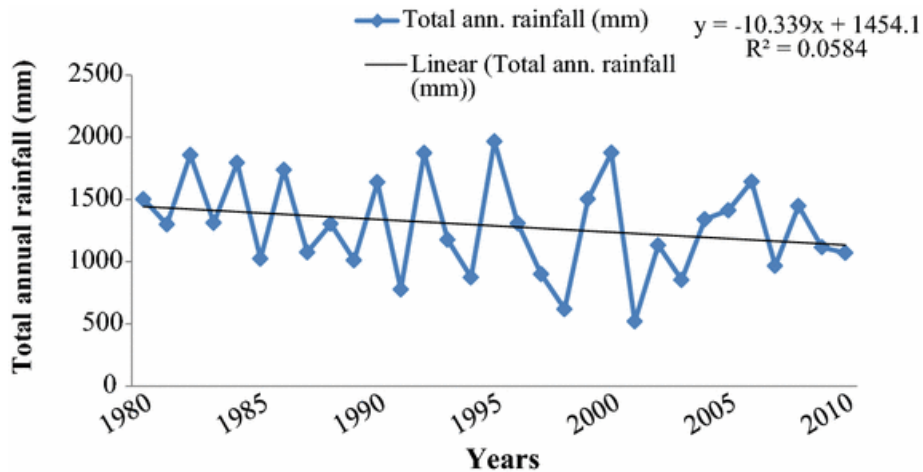 Total ann. rainfall (mm)
y = -10.339x + 1454.1
R² = 0.0584
Linear (Total ann. rainfall
(mm))
Total annual rainfall (mm)
2500
2000
1500
1000
500
0
1980
1985
1990
1995
2000
2005
2010
Years